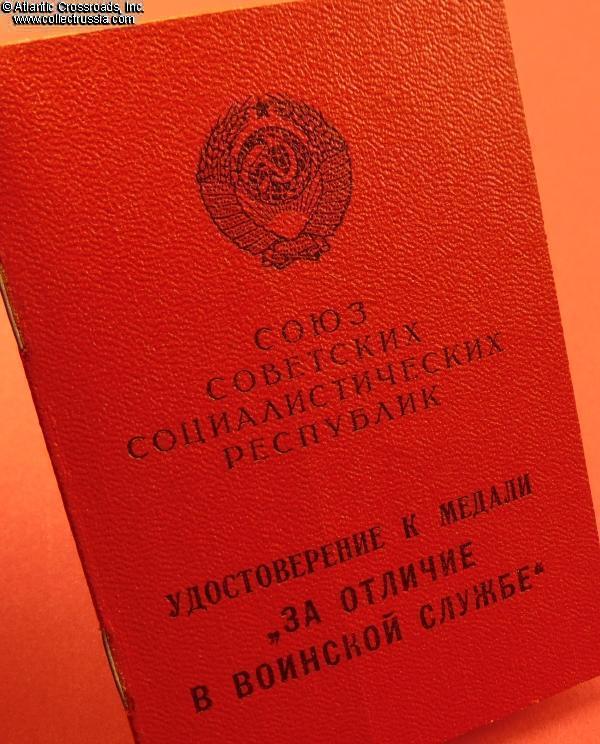 © Atlantic Crossroads, Inc.
www.collectrussia.com
СОЮЗ
СОВЕТСКИХ
СОЦИАЛИСТИЧЕСКИХ
РЕСПУБЛИК
УДОСТОВЕРЕНИЕ К МЕДАЛИ
„ЗА ОТЛИЧИЕ
В ВОИНСКОЙ СЛУЖБЕ“